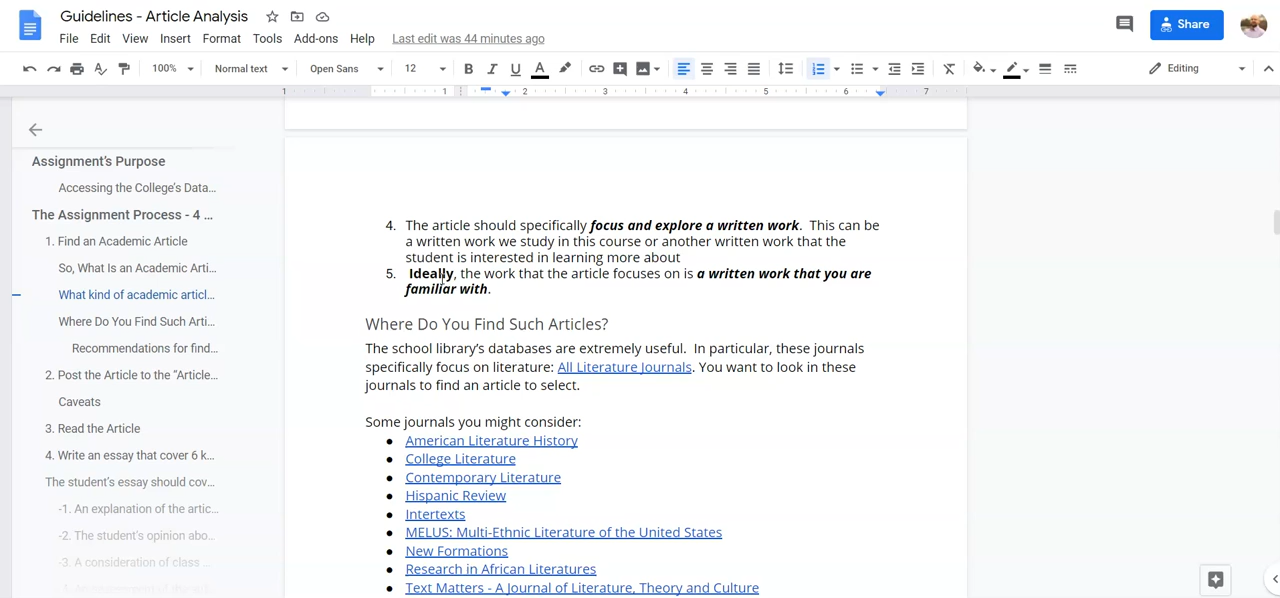 Guidelines - Article Analysis
File Edit View Insert Format Tools Add-ons Help Last edit was 44 minutes ago
Share
100% Normal text Open Sans 12 B I U A Editing
1 1 2 3 4 5 6 7
Assignment's Purpose
Accessing the College's Data...
The Assignment Process - 4 ...
1. Find an Academic Article
So, What Is an Academic Arti...
What kind of academic articl...
Where Do You Find Such Arti...
Recommendations for find...
2. Post the Article to the "Article...
Caveats
3. Read the Article
4. Write an essay that cover 6 k...
The student's essay should cov...
-1. An explanation of the artic...
-2. The student's opinion abo...
-3. A consideration of class ...
4. The article should specifically focus and explore a written work. This can be
a written work we study in this course or another written work that the
student is interested in learning more about
5. Ideally, the work that the article focuses on is a written work that you are
familiar with.
Where Do You Find Such Articles?
The school library's databases are extremely useful. In particular, these journals
specifically focus on literature: All Literature Journals. You want to look in these
journals to find an article to select.
Some journals you might consider:
● American Literature History
● College Literature
● Contemporary Literature
● Hispanic Review
● Intertexts
● MELUS: Multi-Ethnic Literature of the United States
● New Formations
● Research in African Literatures
● Text Matters - A Journal of Literature, Theory and Culture